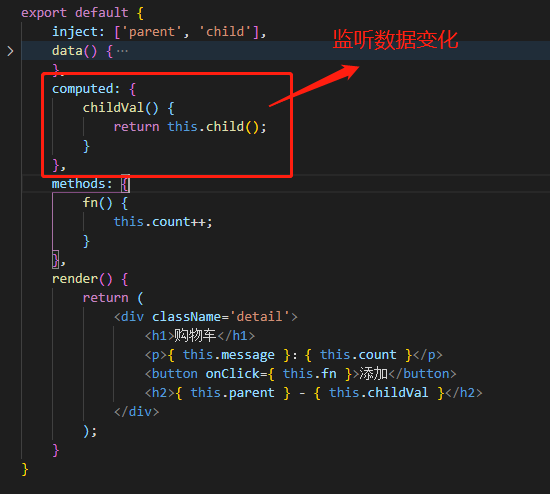 export default {
inject: ['parent', 'child'],
监听数据变化
data() {···
},
computed: {
childVal() {
return this.child();
}
},
methods: {
fn() {
this.count++;
}
},
render() {
return (
<div className='detail'>
<h1>购物车</h1>
<p>{ this.message }：{ this.count }</p>
<button onClick={ this.fn }>添加</button>
<h2>{ this.parent } - { this.childVal }</h2>
</div>
);
}
}